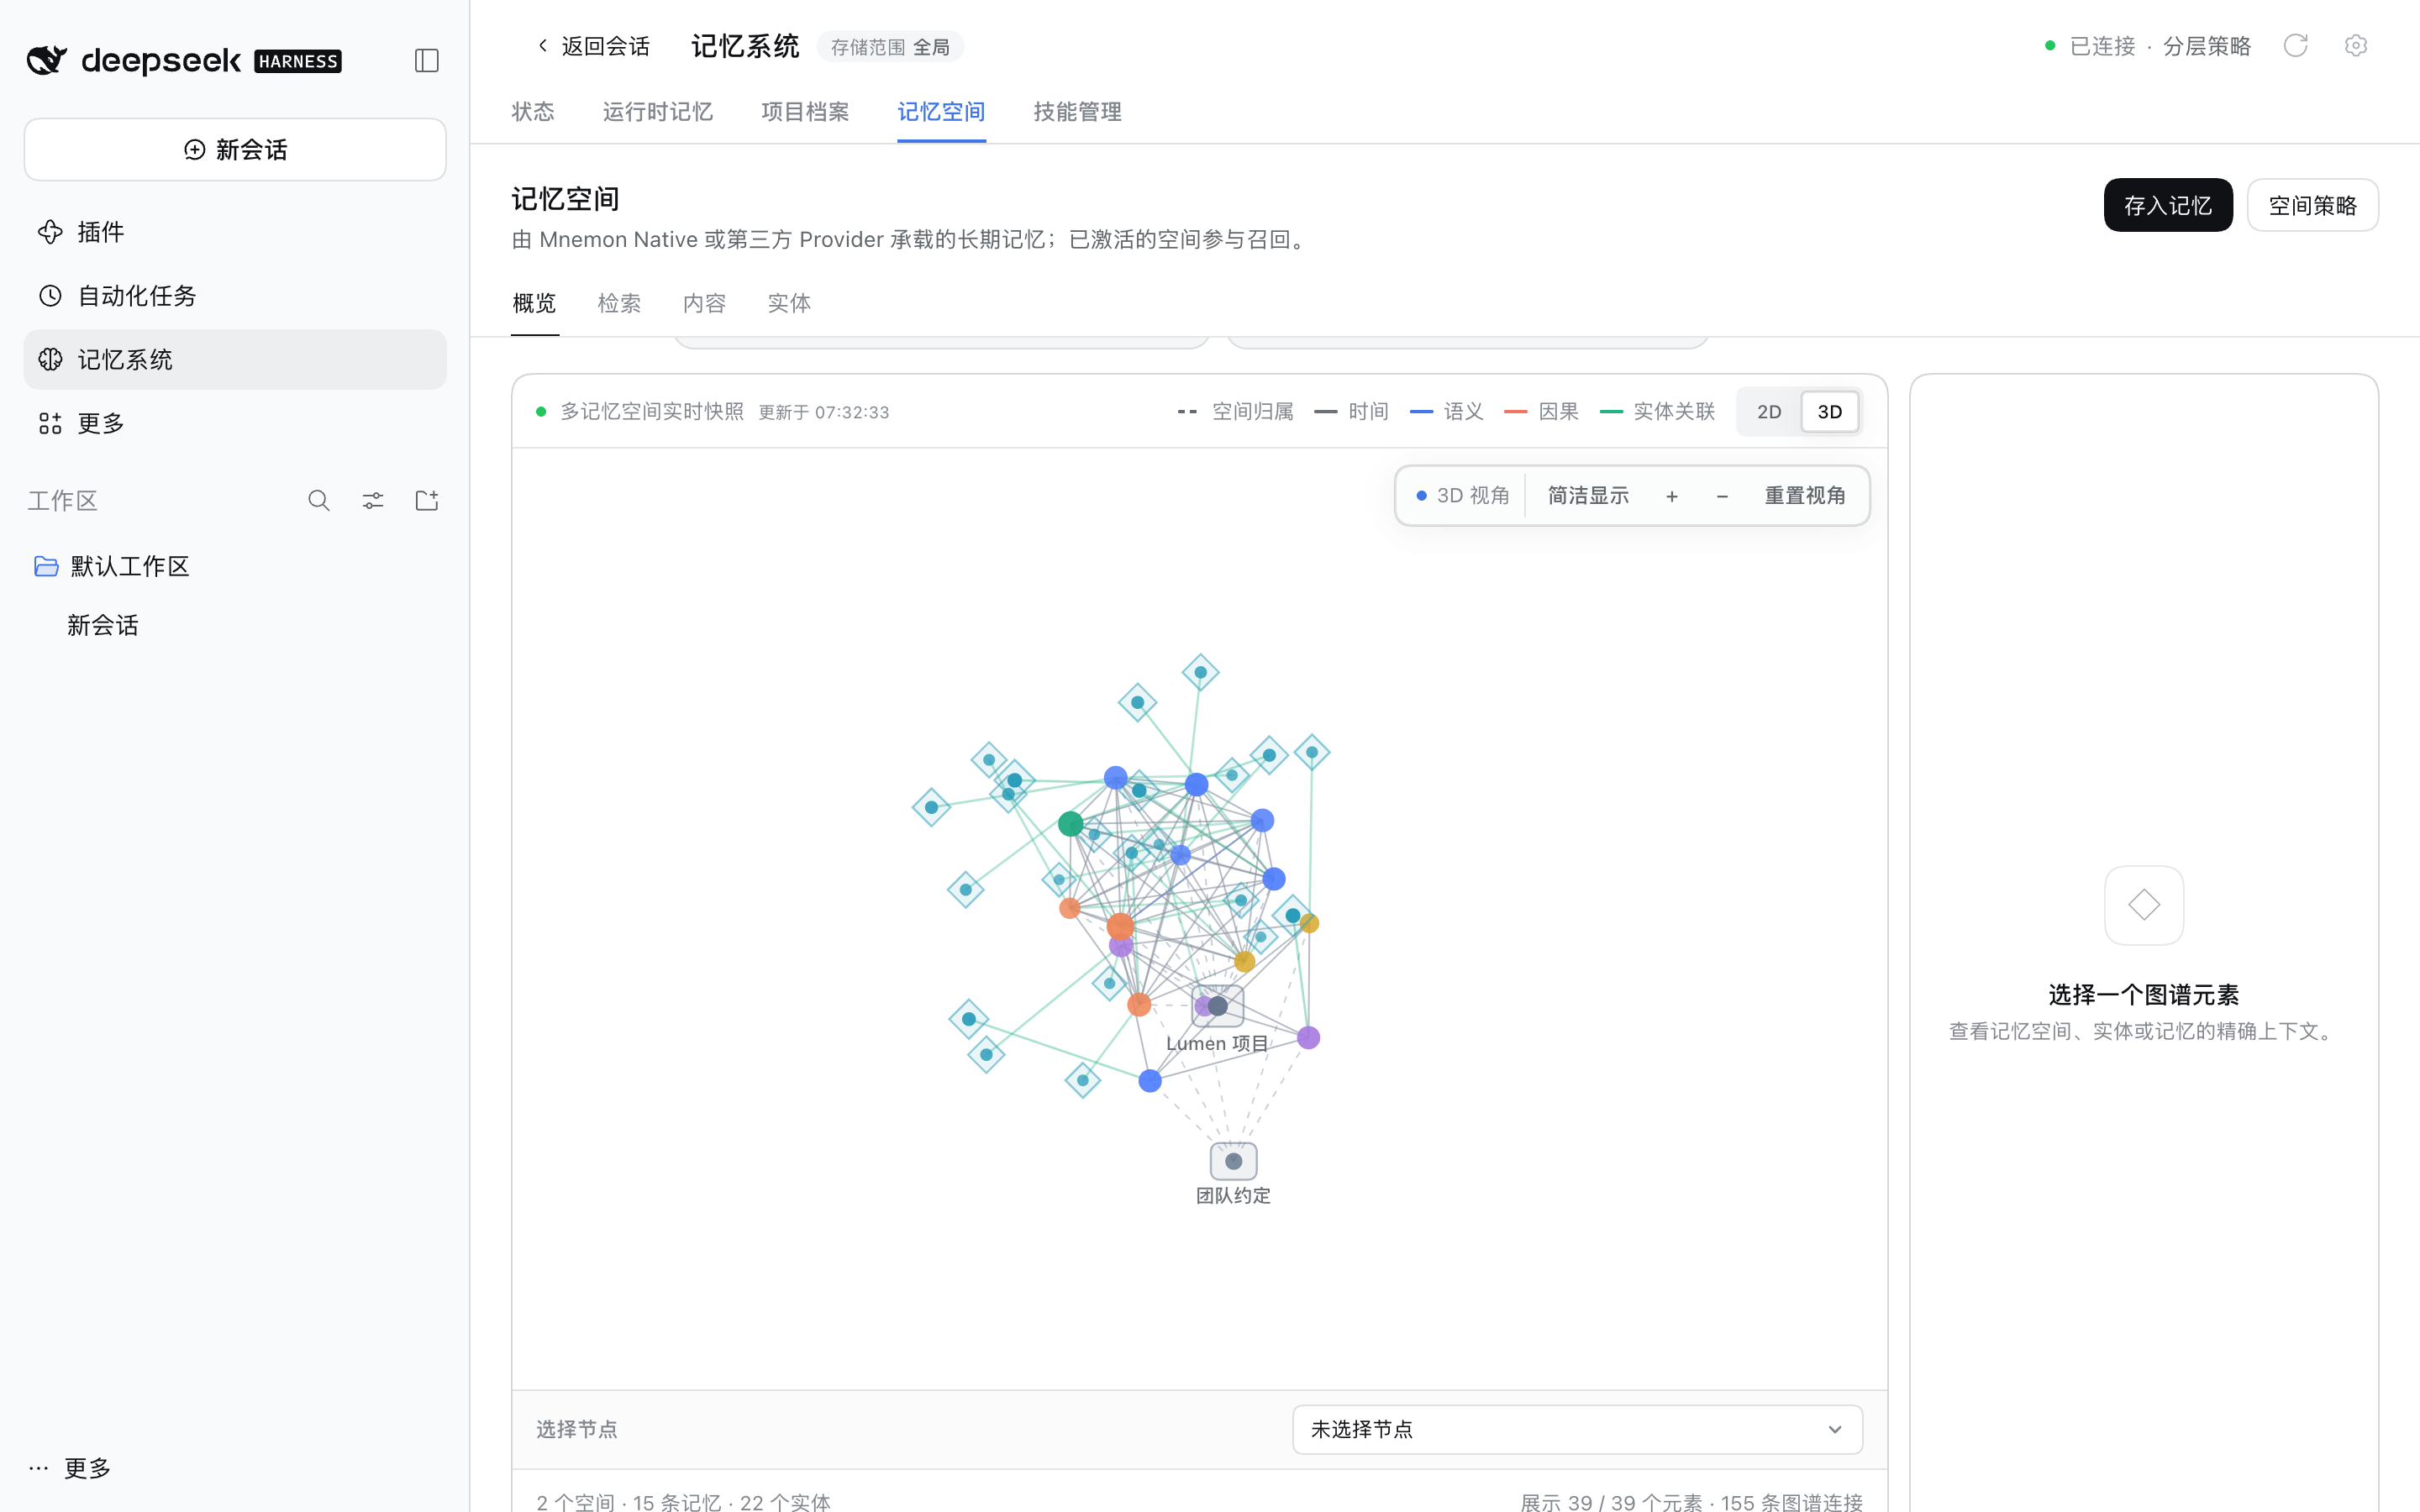 deepseek HARNESS
新会话
插件
自动化任务
记忆系统
更多
工作区
默认工作区
新会话
更多
返回会话
记忆系统
存储范围 全局
已连接 · 分层策略
状态 运行时记忆 项目档案 记忆空间 技能管理
记忆空间
由 Mnemon Native 或第三方 Provider 承载的长期记忆；已激活的空间参与召回。
存入记忆
空间策略
概览 检索 内容 实体
多记忆空间实时快照 更新于 07:32:33
空间归属 时间 语义 因果 实体关联
2D 3D
3D 视角 简洁显示 + − 重置视角
Lumen 项目
团队约定
选择节点
未选择节点
2 个空间 · 15 条记忆 · 22 个实体
展示 39 / 39 个元素 · 155 条图谱连接
选择一个图谱元素
查看记忆空间、实体或记忆的精确上下文。